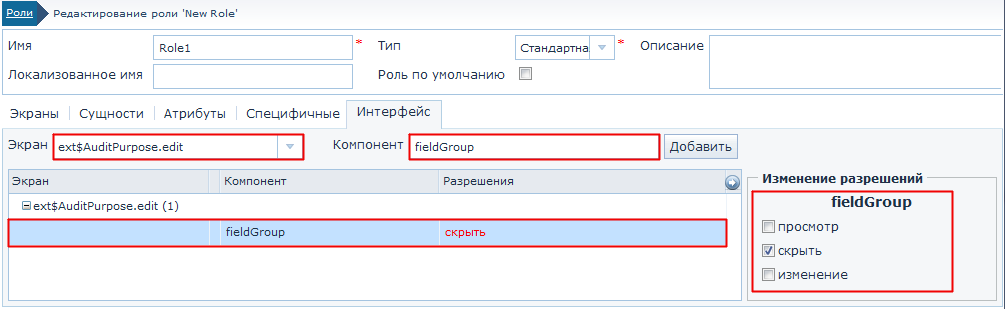 Роли Редактирование роли 'New Role'
Имя Role1 * Тип Стандартна * Описание
Локализованное имя Роль по умолчанию
Экраны Сущности Атрибуты Специфичные Интерфейс
Экран ext$AuditPurpose.edit Компонент fieldGroup Добавить
Экран Компонент Разрешения
ext$AuditPurpose.edit (1)
fieldGroup скрыть
Изменение разрешений
fieldGroup
просмотр
скрыть
изменение